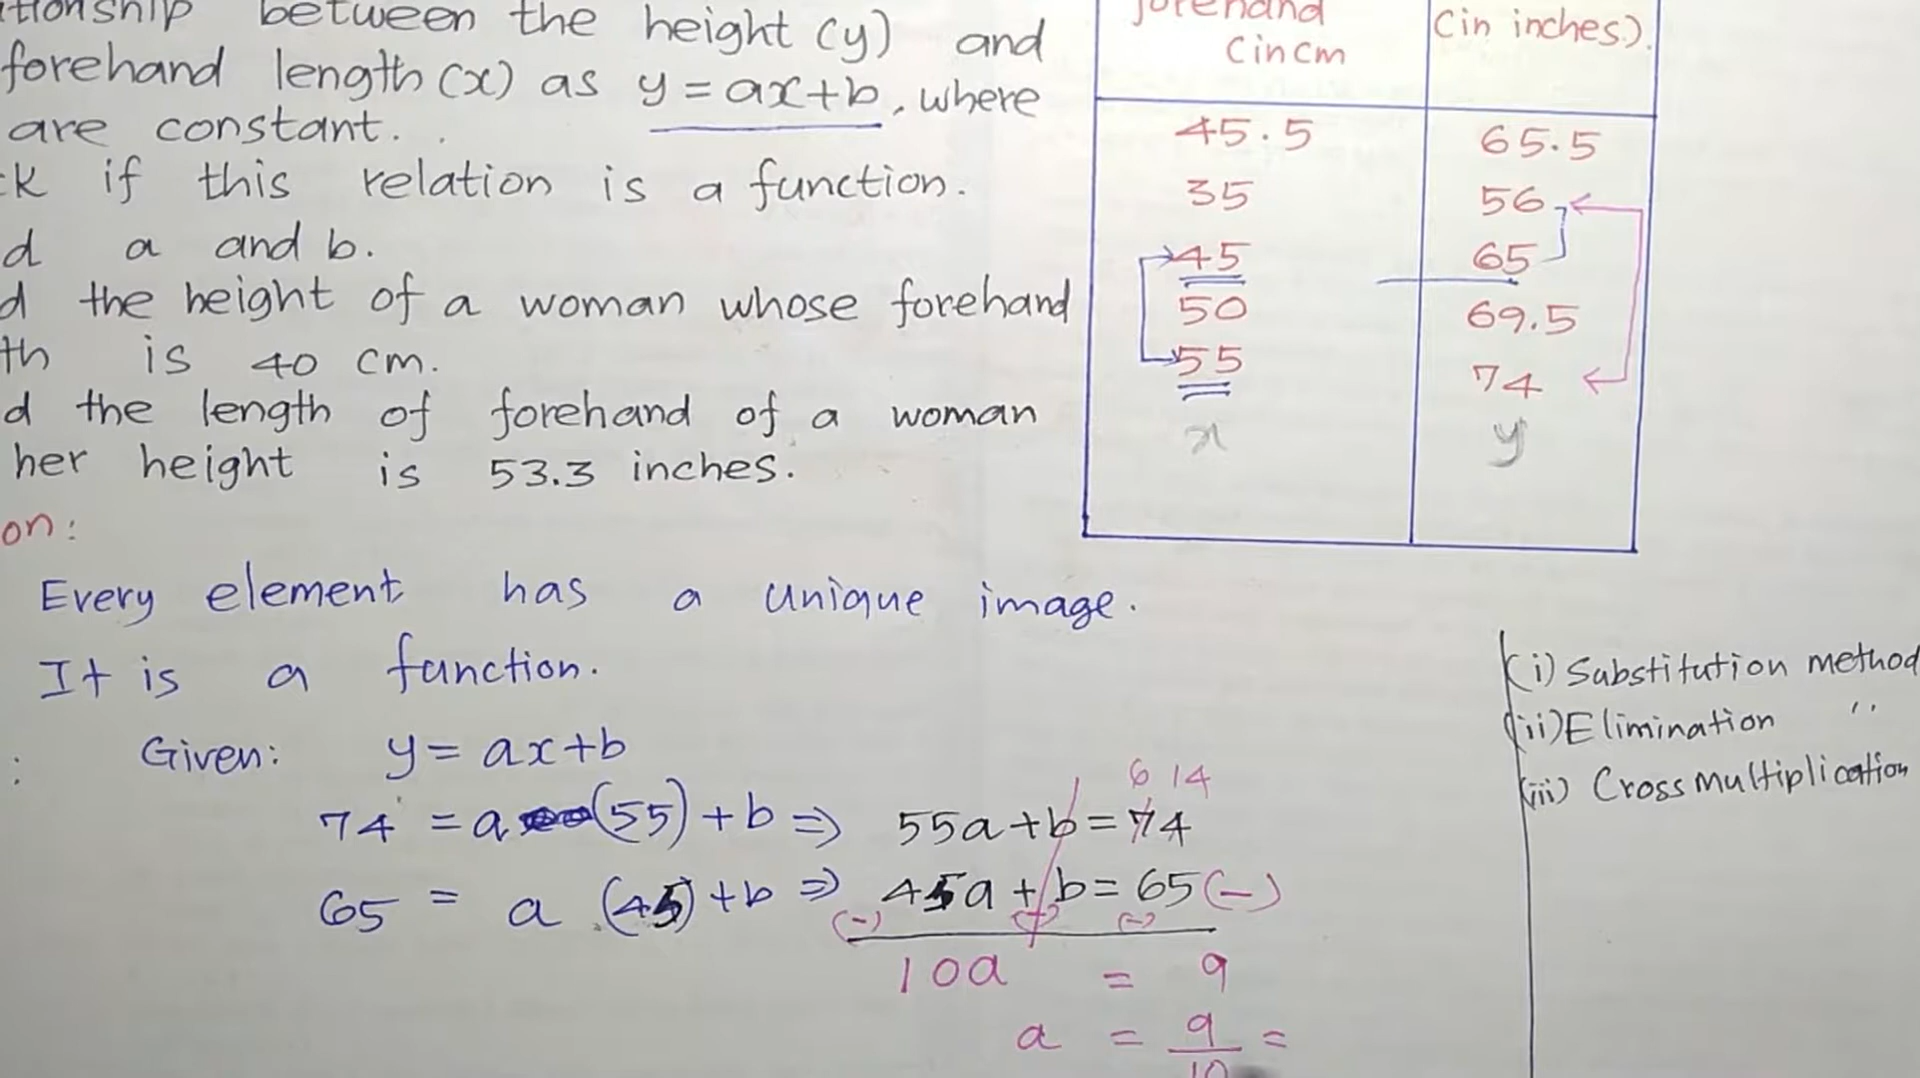 between the height (y) and
forehand length (x) as y = ax+b, where
are constant.
if this relation is a function.
d a and b.
d the height of a woman whose forehand
th is 40 cm.
d the length of forehand of a woman
her height is 53.3 inches.
on:
forehand (in inches).
Cin cm
45.5 65.5
35 56
45 65
50 69.5
55 74
x y
Every element has a unique image.
It is a function.
: Given: y = ax+b
6 14
74 = a (55) + b ⇒ 55a + b = 74
65 = a (45) + b ⇒ 45a + b = 65 (-)
(-) (-) (-)
10a = 9
a = 9/10 =
(i) Substitution method
(ii) Elimination "
(iii) Cross multiplication